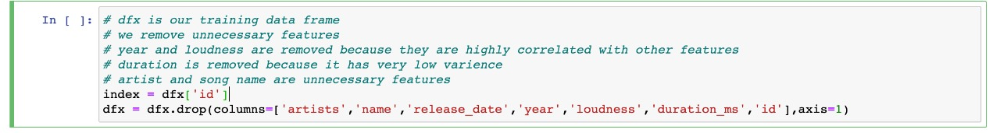 In [ ]: # dfx is our training data frame
# we remove unnecessary features
# year and loudness are removed because they are highly correlated with other features
# duration is removed because it has very low varience
# artist and song name are unnecessary features
index = dfx['id']
dfx = dfx.drop(columns=['artists','name','release_date','year','loudness','duration_ms','id'],axis=1)